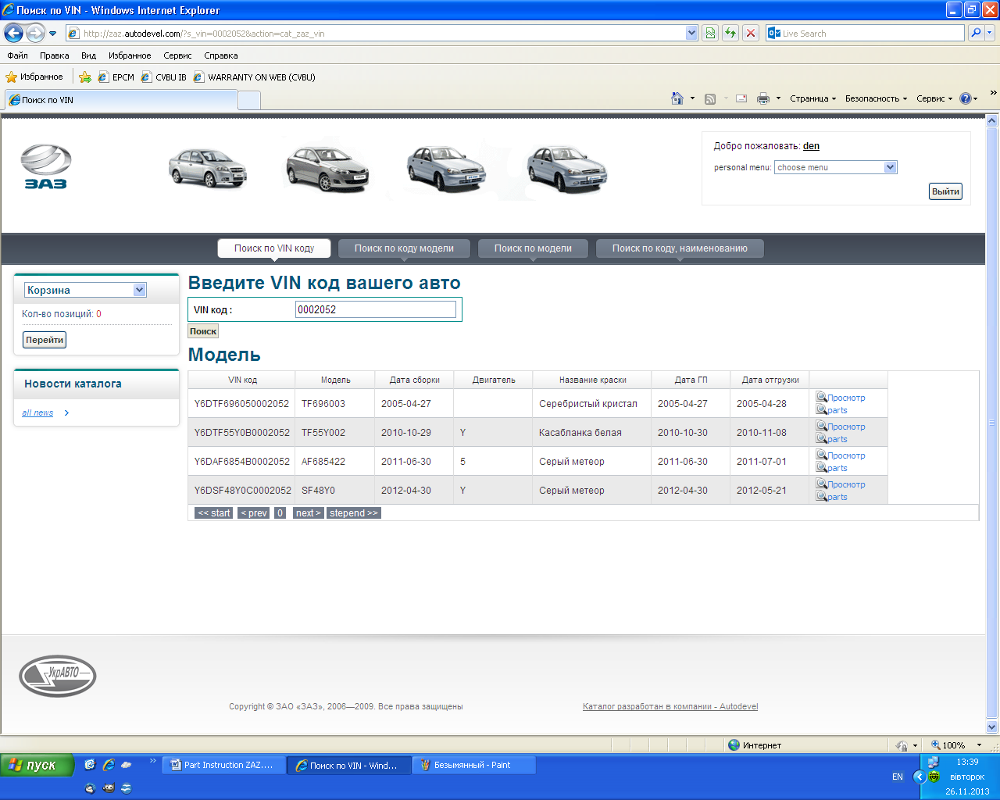 Поиск по VIN - Windows Internet Explorer
http://zaz.autodevel.com/?s_vin=0002052&action=cat_zaz_vin
Live Search
Файл Правка Вид Избранное Сервис Справка
Избранное EPCM CVBU IB WARRANTY ON WEB (CVBU)
Поиск по VIN
Страница Безопасность Сервис
ЗАЗ
Добро пожаловать: den
personal menu: choose menu
Выйти
Поиск по VIN коду Поиск по коду модели Поиск по модели Поиск по коду, наименованию
Корзина
Кол-во позиций: 0
Перейти
Новости каталога
all news
Введите VIN код вашего авто
VIN код : 0002052
Поиск
Модель
VIN код Модель Дата сборки Двигатель Название краски Дата ГП Дата отгрузки
Y6DTF696050002052 TF696003 2005-04-27 Серебристый кристал 2005-04-27 2005-04-28 Просмотр
parts
Y6DTF55Y0B0002052 TF55Y002 2010-10-29 Y Касабланка белая 2010-10-30 2010-11-08 Просмотр
parts
Y6DAF6854B0002052 AF685422 2011-06-30 5 Серый метеор 2011-06-30 2011-07-01 Просмотр
parts
Y6DSF48Y0C0002052 SF48Y0 2012-04-30 Y Серый метеор 2012-04-30 2012-05-21 Просмотр
parts
<< start < prev 0 next > stepend >>
УкрАВТО
Copyright © ЗАО «ЗАЗ», 2006—2009. Все права защищены
Каталог разработан в компании - Autodevel
Интернет 100%
пуск
Part Instruction ZAZ.... Поиск по VIN - Wind... Безымянный - Paint
EN
13:39
вівторок
26.11.2013